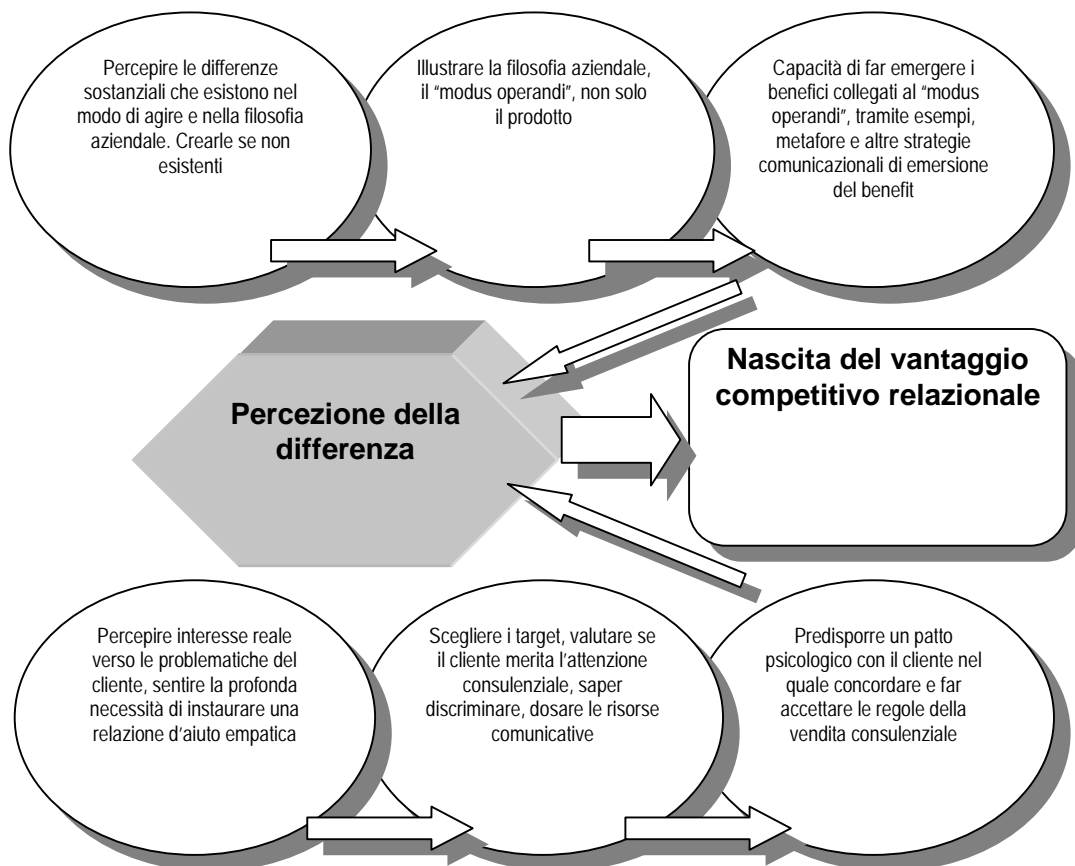 Percepire le differenze
sostanziali che esistono nel
modo di agire e nella filosofia
aziendale. Crearle se non
esistenti
Illustrare la filosofia aziendale,
il “modus operandi”, non solo
il prodotto
Capacità di far emergere i
benefici collegati al “modus
operandi”, tramite esempi,
metafore e altre strategie
comunicazionali di emersione
del benefit
Percezione della
differenza
Nascita del vantaggio
competitivo relazionale
Percepire interesse reale
verso le problematiche del
cliente, sentire la profonda
necessità di instaurare una
relazione d’aiuto empatica
Scegliere i target, valutare se
il cliente merita l’attenzione
consulenziale, saper
discriminare, dosare le risorse
comunicative
Predisporre un patto
psicologico con il cliente nel
quale concordare e far
accettare le regole della
vendita consulenziale